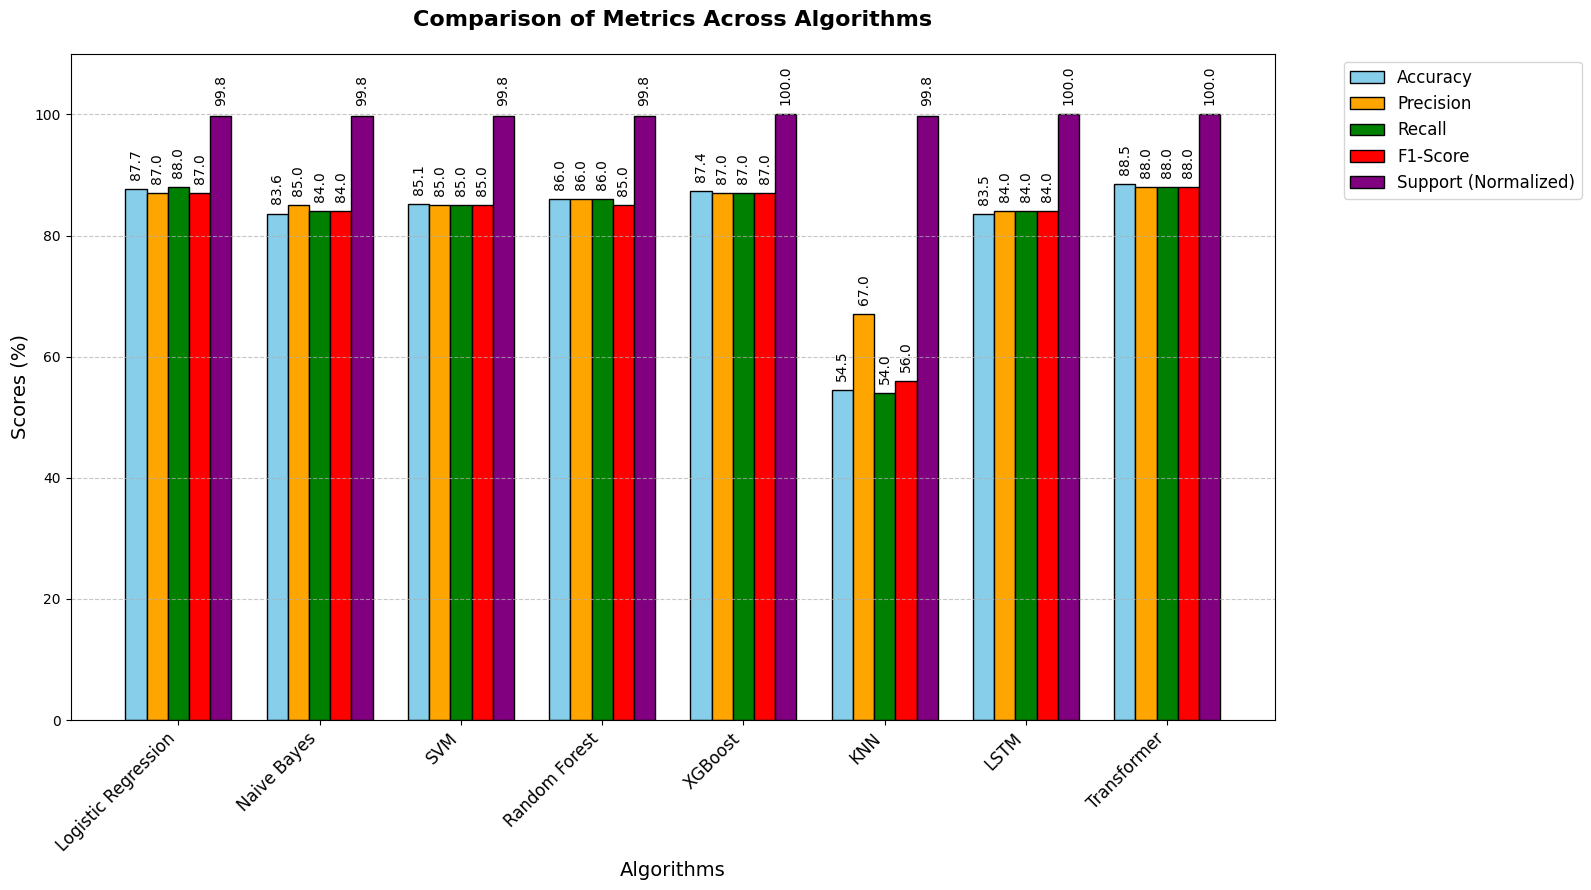 Comparison of Metrics Across Algorithms
Accuracy
Precision
Recall
F1-Score
Support (Normalized)
Scores (%)
100
80
60
40
20
0
87.7
87.0
88.0
87.0
99.8
83.6
85.0
84.0
84.0
99.8
85.1
85.0
85.0
85.0
99.8
86.0
86.0
86.0
85.0
99.8
87.4
87.0
87.0
87.0
100.0
54.5
67.0
54.0
56.0
99.8
83.5
84.0
84.0
84.0
100.0
88.5
88.0
88.0
88.0
100.0
Logistic Regression
Naive Bayes
SVM
Random Forest
XGBoost
KNN
LSTM
Transformer
Algorithms